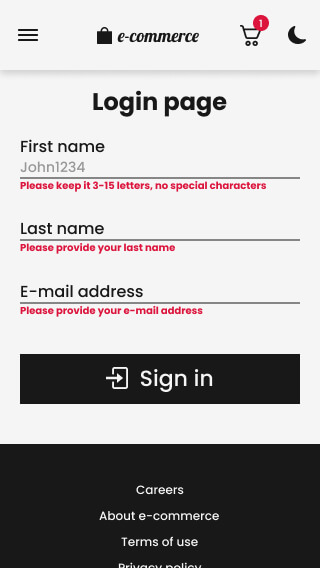 e-commerce
1
Login page
First name
John1234
Please keep it 3-15 letters, no special characters
Last name
Please provide your last name
E-mail address
Please provide your e-mail address
Sign in
Careers
About e-commerce
Terms of use
Privacy policy